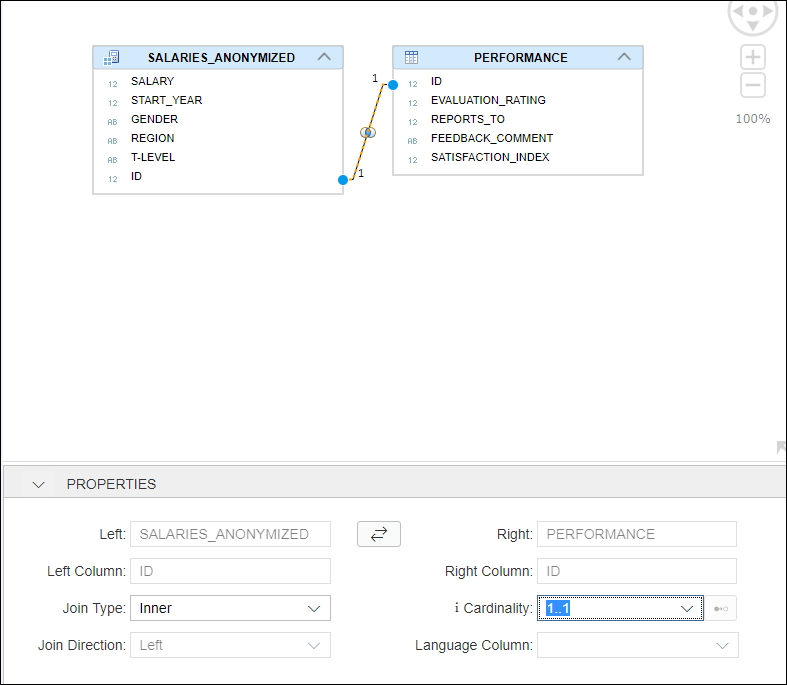 SALARIES_ANONYMIZED
12 SALARY
12 START_YEAR
AB GENDER
AB REGION
AB T-LEVEL
12 ID
1
1
PERFORMANCE
12 ID
12 EVALUATION_RATING
12 REPORTS_TO
AB FEEDBACK_COMMENT
12 SATISFACTION_INDEX
100%
PROPERTIES
Left: SALARIES_ANONYMIZED
Right: PERFORMANCE
Left Column: ID
Right Column: ID
Join Type: Inner
i Cardinality: 1..1
Join Direction: Left
Language Column: